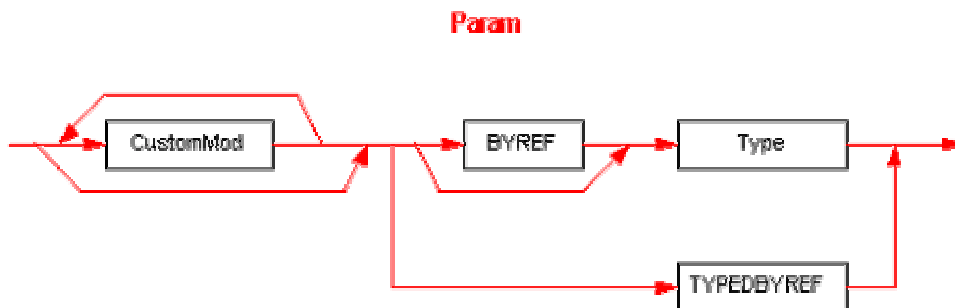 Param
CustomMod
BYREF
Type
TYPEDBYREF